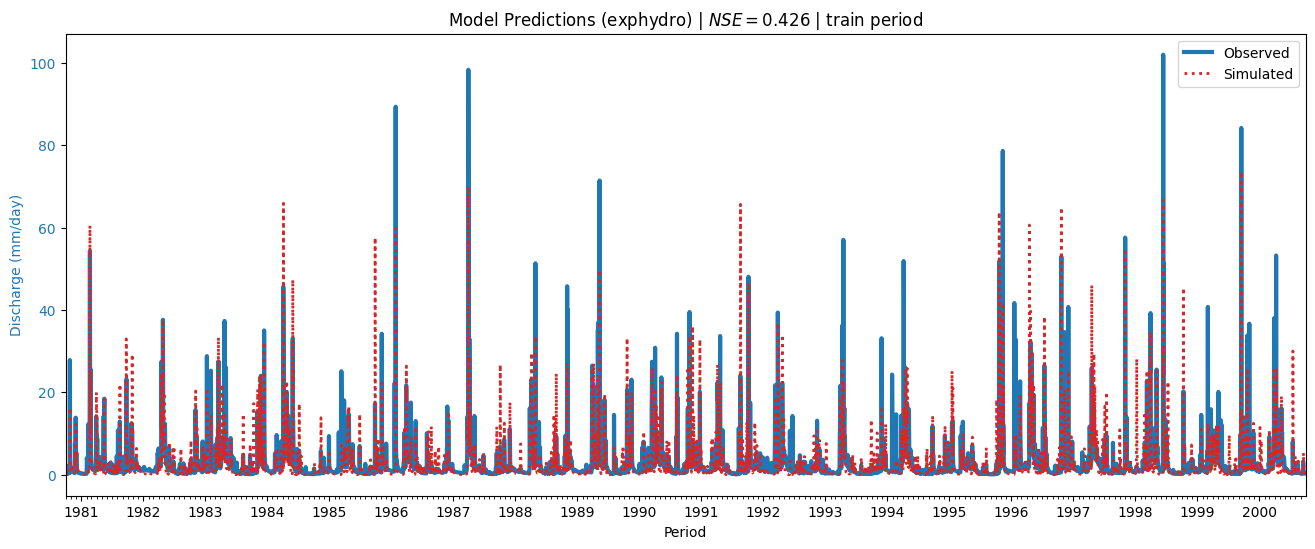 Model Predictions (exphydro) | NSE = 0.426 | train period
Discharge (mm/day)
100
80
60
40
20
0
Observed
Simulated
1981 1982 1983 1984 1985 1986 1987 1988 1989 1990 1991 1992 1993 1994 1995 1996 1997 1998 1999 2000
Period